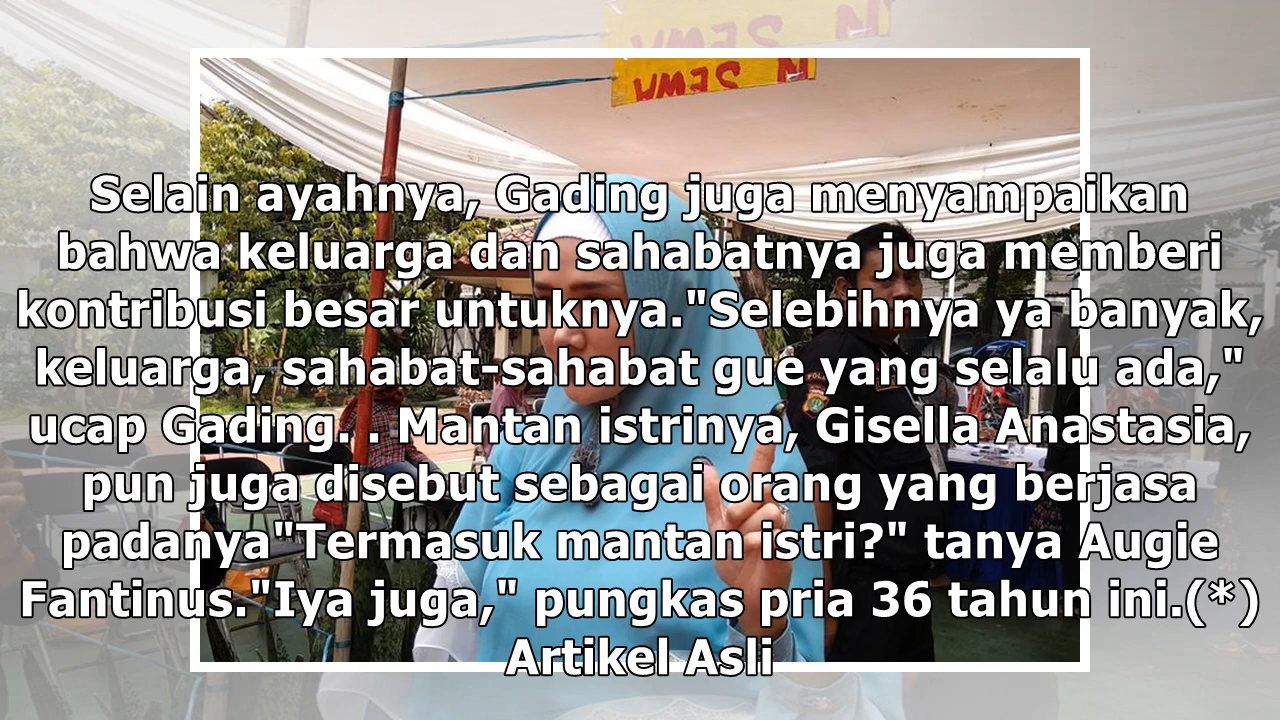 Selain ayahnya, Gading juga menyampaikan
bahwa keluarga dan sahabatnya juga memberi
kontribusi besar untuknya."Selebihnya ya banyak,
keluarga, sahabat-sahabat gue yang selalu ada,"
ucap Gading. . Mantan istrinya, Gisella Anastasia,
pun juga disebut sebagai orang yang berjasa
padanya"Termasuk mantan istri?" tanya Augie
Fantinus."Iya juga," pungkas pria 36 tahun ini.(*)
Artikel Asli